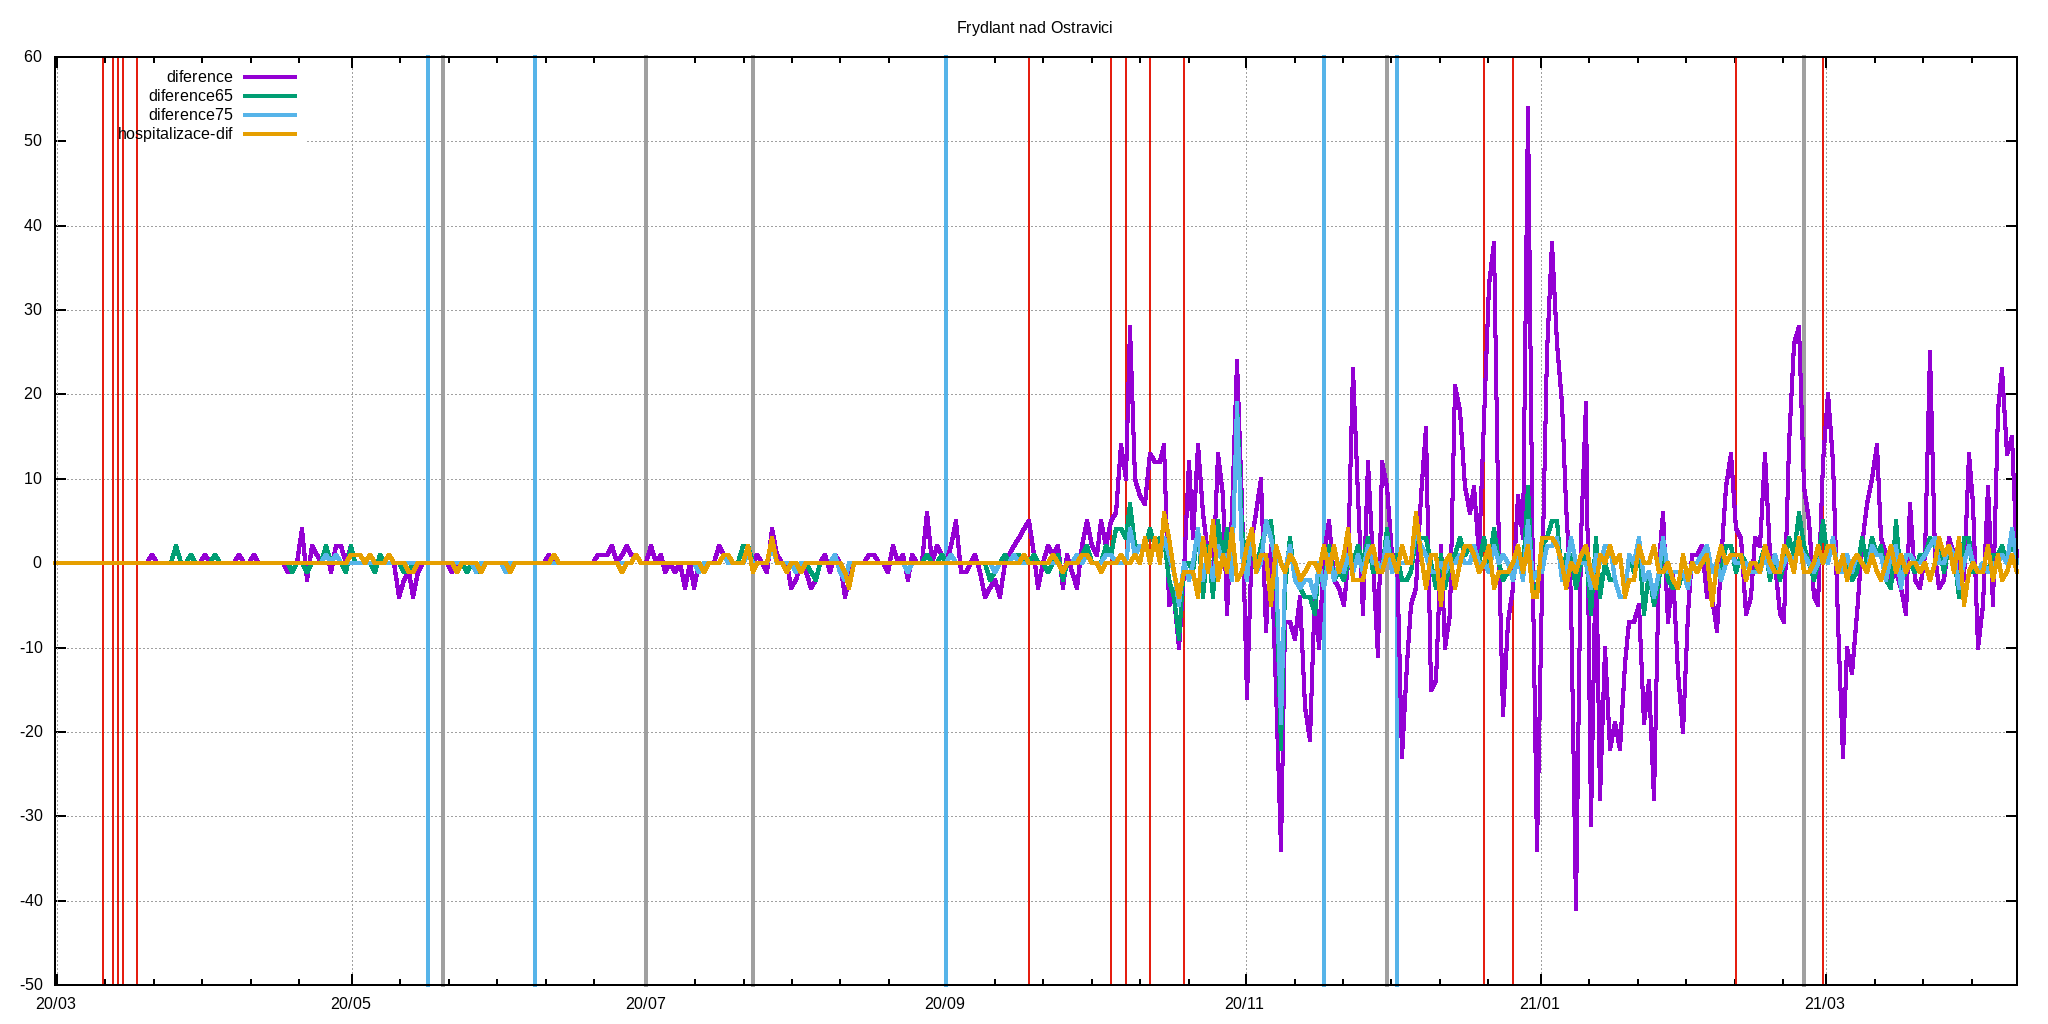 Frydlant nad Ostravici
diference
diference65
diference75
hospitalizace-dif
60
50
40
30
20
10
0
-10
-20
-30
-40
-50
20/03 20/05 20/07 20/09 20/11 21/01 21/03